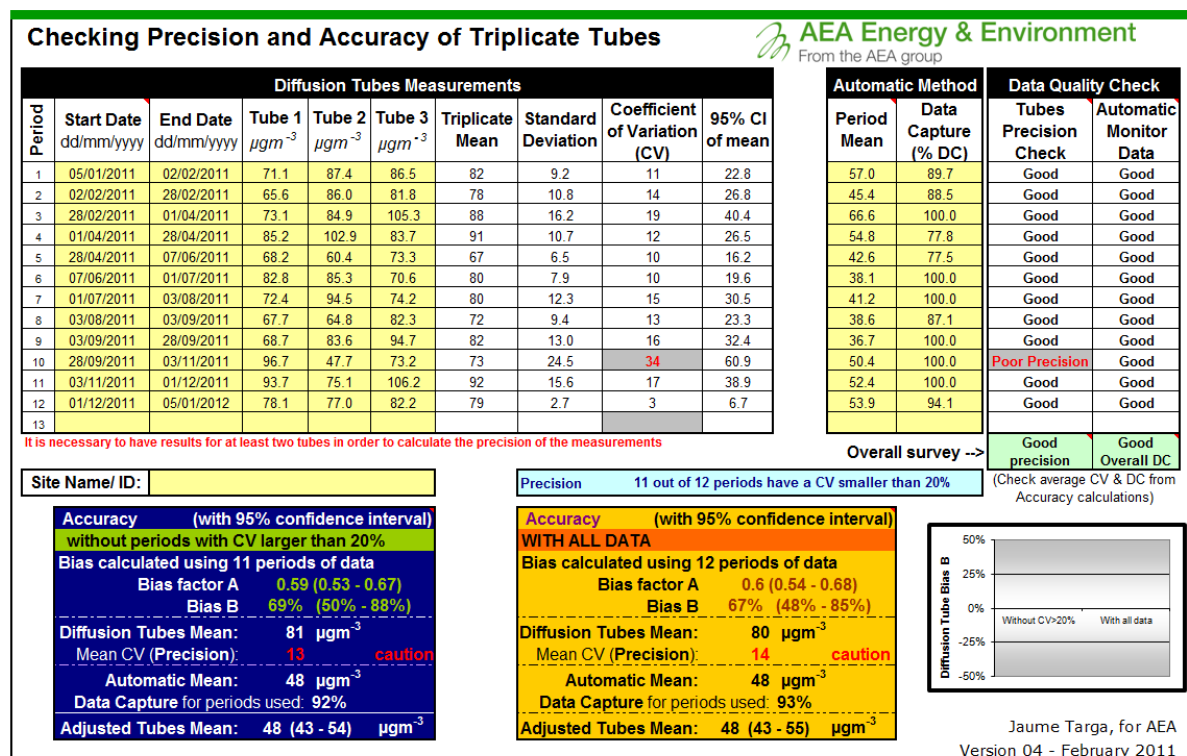 Checking Precision and Accuracy of Triplicate Tubes
AEA Energy & Environment
From the AEA group
Diffusion Tubes Measurements
Automatic Method
Data Quality Check
Period
Start Date dd/mm/yyyy
End Date dd/mm/yyyy
Tube 1 µgm-3
Tube 2 µgm-3
Tube 3 µgm-3
Triplicate Mean
Standard Deviation
Coefficient of Variation (CV)
95% CI of mean
Period Mean
Data Capture (% DC)
Tubes Precision Check
Automatic Monitor Data
1 05/01/2011 02/02/2011 71.1 87.4 86.5 82 9.2 11 22.8 57.0 89.7 Good Good
2 02/02/2011 28/02/2011 65.6 86.0 81.8 78 10.8 14 26.8 45.4 88.5 Good Good
3 28/02/2011 01/04/2011 73.1 84.9 105.3 88 16.2 19 40.4 66.6 100.0 Good Good
4 01/04/2011 28/04/2011 85.2 102.9 83.7 91 10.7 12 26.5 54.8 77.8 Good Good
5 28/04/2011 07/06/2011 68.2 60.4 73.3 67 6.5 10 16.2 42.6 77.5 Good Good
6 07/06/2011 01/07/2011 82.8 85.3 70.6 80 7.9 10 19.6 38.1 100.0 Good Good
7 01/07/2011 03/08/2011 72.4 94.5 74.2 80 12.3 15 30.5 41.2 100.0 Good Good
8 03/08/2011 03/09/2011 67.7 64.8 82.3 72 9.4 13 23.3 38.6 87.1 Good Good
9 03/09/2011 28/09/2011 68.7 83.6 94.7 82 13.0 16 32.4 36.7 100.0 Good Good
10 28/09/2011 03/11/2011 96.7 47.7 73.2 73 24.5 34 60.9 50.4 100.0 Poor Precision Good
11 03/11/2011 01/12/2011 93.7 75.1 106.2 92 15.6 17 38.9 52.4 100.0 Good Good
12 01/12/2011 05/01/2012 78.1 77.0 82.2 79 2.7 3 6.7 53.9 94.1 Good Good
13
It is necessary to have results for at least two tubes in order to calculate the precision of the measurements
Overall survey --> Good precision Good Overall DC
(Check average CV & DC from
Accuracy calculations)
Site Name/ ID:
Precision 11 out of 12 periods have a CV smaller than 20%
Accuracy (with 95% confidence interval)
without periods with CV larger than 20%
Bias calculated using 11 periods of data
Bias factor A 0.59 (0.53 - 0.67)
Bias B 69% (50% - 88%)
Diffusion Tubes Mean: 81 µgm-3
Mean CV (Precision): 13 caution
Automatic Mean: 48 µgm-3
Data Capture for periods used: 92%
Adjusted Tubes Mean: 48 (43 - 54) µgm-3
Accuracy (with 95% confidence interval)
WITH ALL DATA
Bias calculated using 12 periods of data
Bias factor A 0.6 (0.54 - 0.68)
Bias B 67% (48% - 85%)
Diffusion Tubes Mean: 80 µgm-3
Mean CV (Precision): 14 caution
Automatic Mean: 48 µgm-3
Data Capture for periods used: 93%
Adjusted Tubes Mean: 48 (43 - 55) µgm-3
Diffusion Tube Bias B
50%
25%
0%
-25%
-50%
Without CV>20% With all data
Jaume Targa, for AEA
Version 04 - February 2011